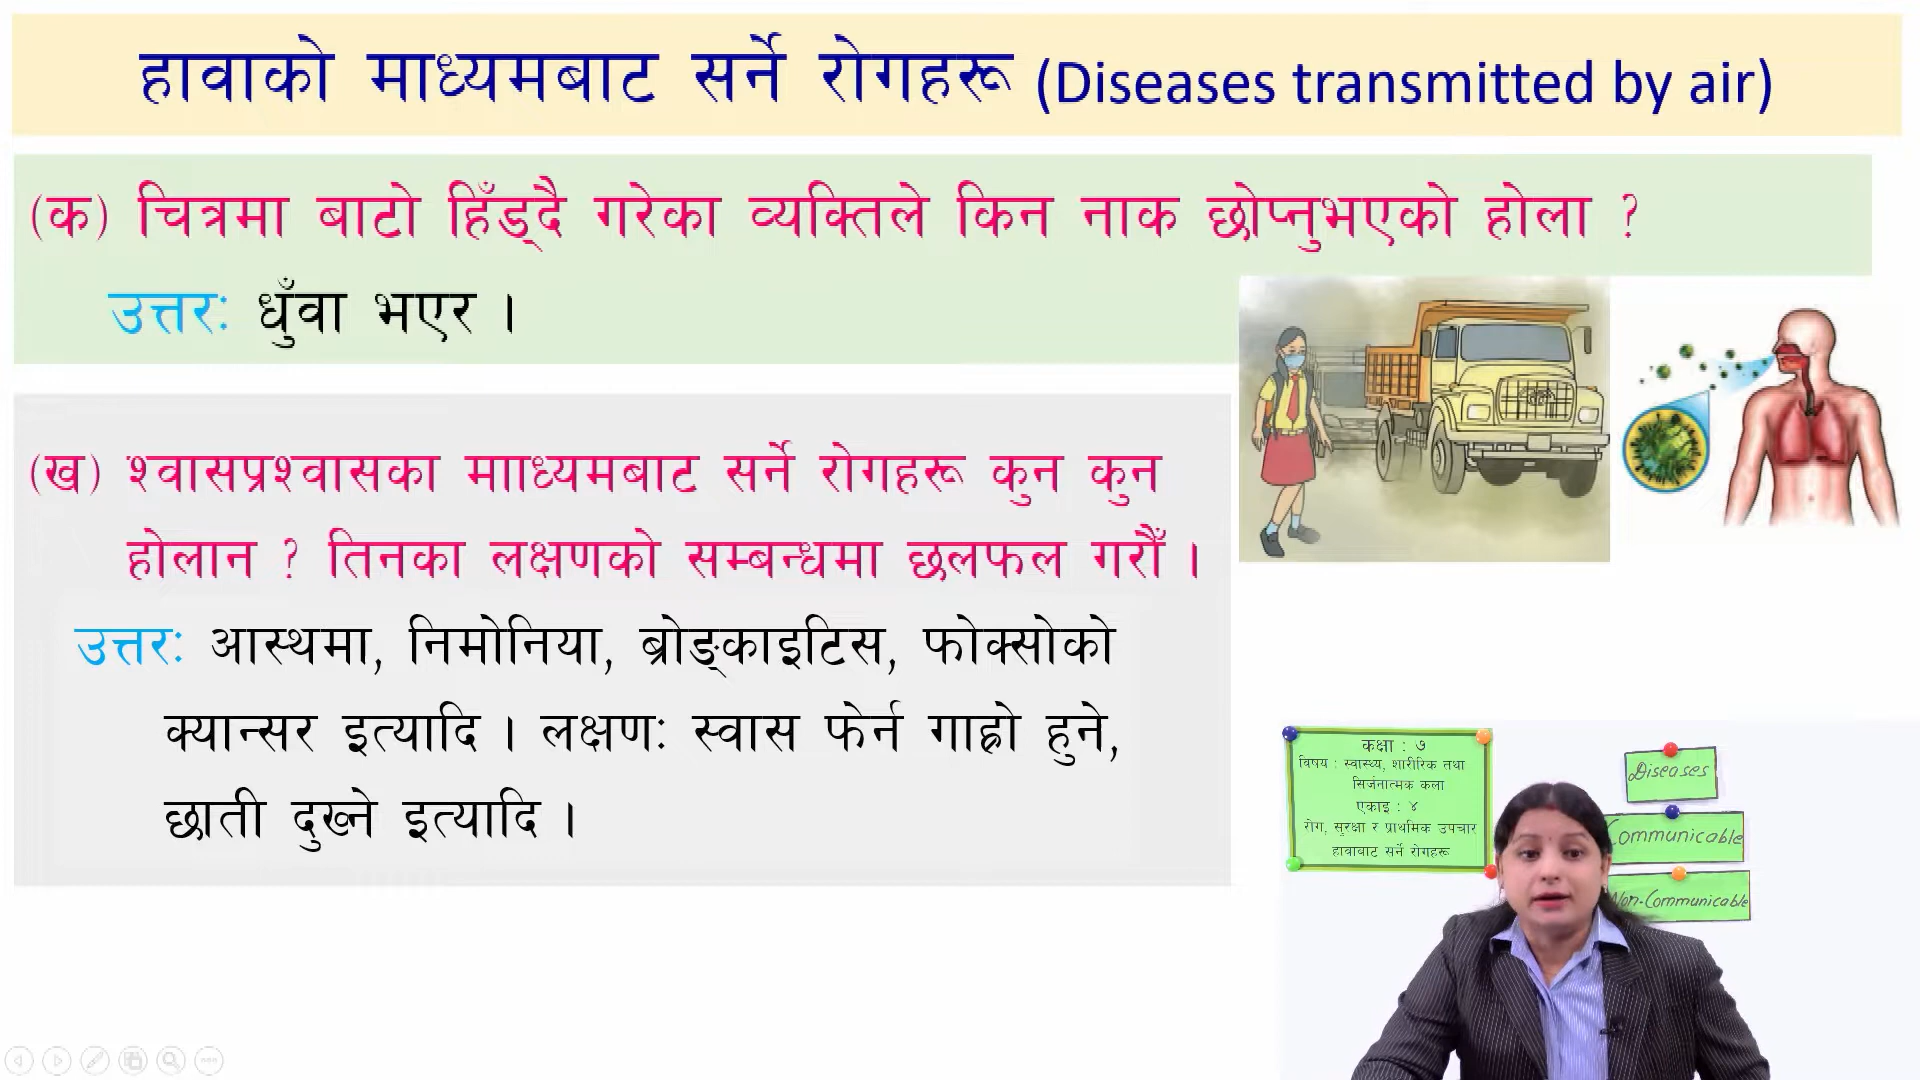 हावाको माध्यमबाट सर्ने रोगहरू (Diseases transmitted by air)
(क) चित्रमा बाटो हिँड्दै गरेका व्यक्तिले किन नाक छोप्नुभएको होला ?
उत्तरः धुँवा भएर ।
(ख) श्वासप्रश्वासका मााध्यमबाट सर्ने रोगहरू कुन कुन
होलान ? तिनका लक्षणको सम्बन्धमा छलफल गरौँ ।
उत्तरः आस्थमा, निमोनिया, ब्रोङ्काइटिस, फोक्सोको
क्यान्सर इत्यादि । लक्षणः स्वास फेर्न गाह्रो हुने,
छाती दुख्ने इत्यादि ।
कक्षा : ७
विषय : स्वास्थ्य, शारीरिक तथा
सिर्जनात्मक कला
एकाइ : ४
रोग, सुरक्षा र प्राथमिक उपचार
हावाबाट सर्ने रोगहरू
Diseases
Communicable
Non-Communicable